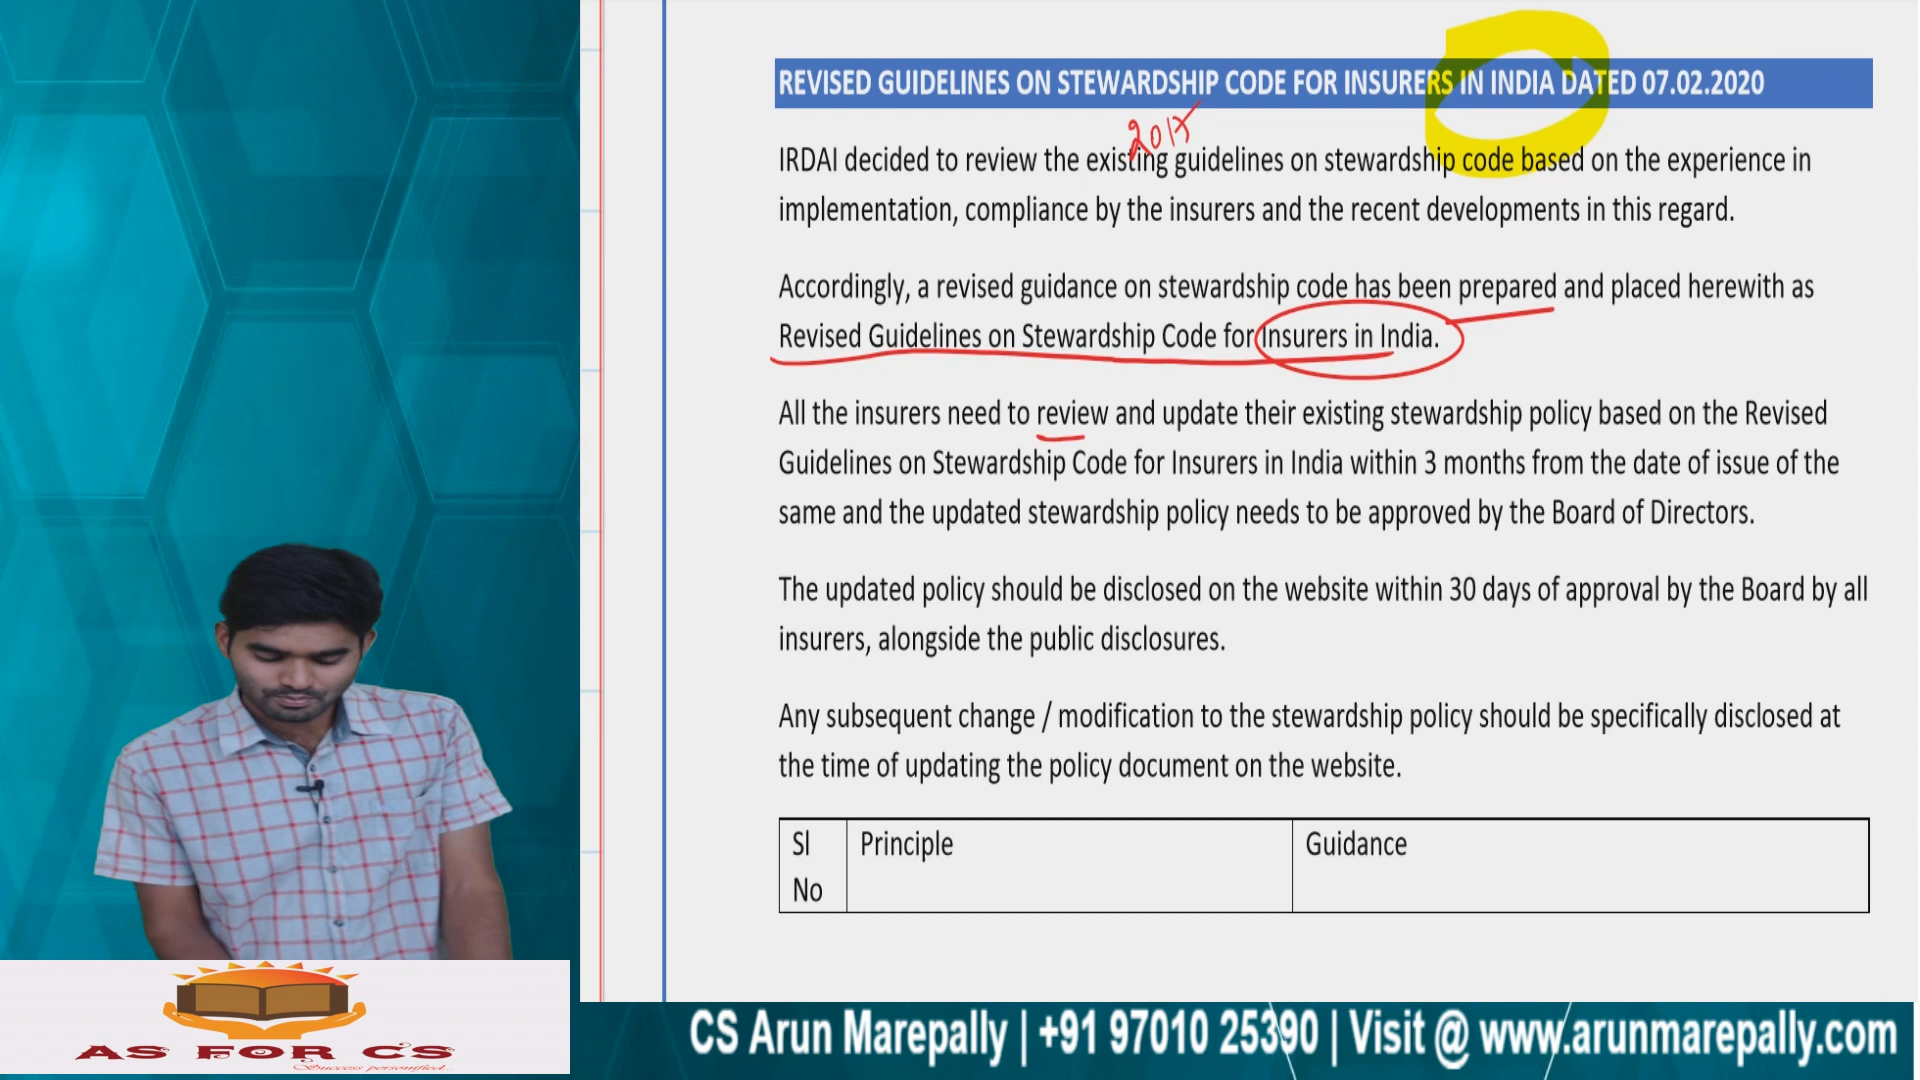 REVISED GUIDELINES ON STEWARDSHIP CODE FOR INSURERS IN INDIA DATED 07.02.2020
2017
IRDAI decided to review the existing guidelines on stewardship code based on the experience in
implementation, compliance by the insurers and the recent developments in this regard.
Accordingly, a revised guidance on stewardship code has been prepared and placed herewith as
Revised Guidelines on Stewardship Code for Insurers in India.
All the insurers need to review and update their existing stewardship policy based on the Revised
Guidelines on Stewardship Code for Insurers in India within 3 months from the date of issue of the
same and the updated stewardship policy needs to be approved by the Board of Directors.
The updated policy should be disclosed on the website within 30 days of approval by the Board by all
insurers, alongside the public disclosures.
Any subsequent change / modification to the stewardship policy should be specifically disclosed at
the time of updating the policy document on the website.
Sl No
Principle
Guidance
AS FOR CS
Success personified...
CS Arun Marepally | +91 97010 25390 | Visit @ www.arunmarepally.com